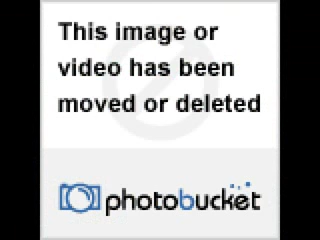 This image or
video has been
moved or deleted
photobucket